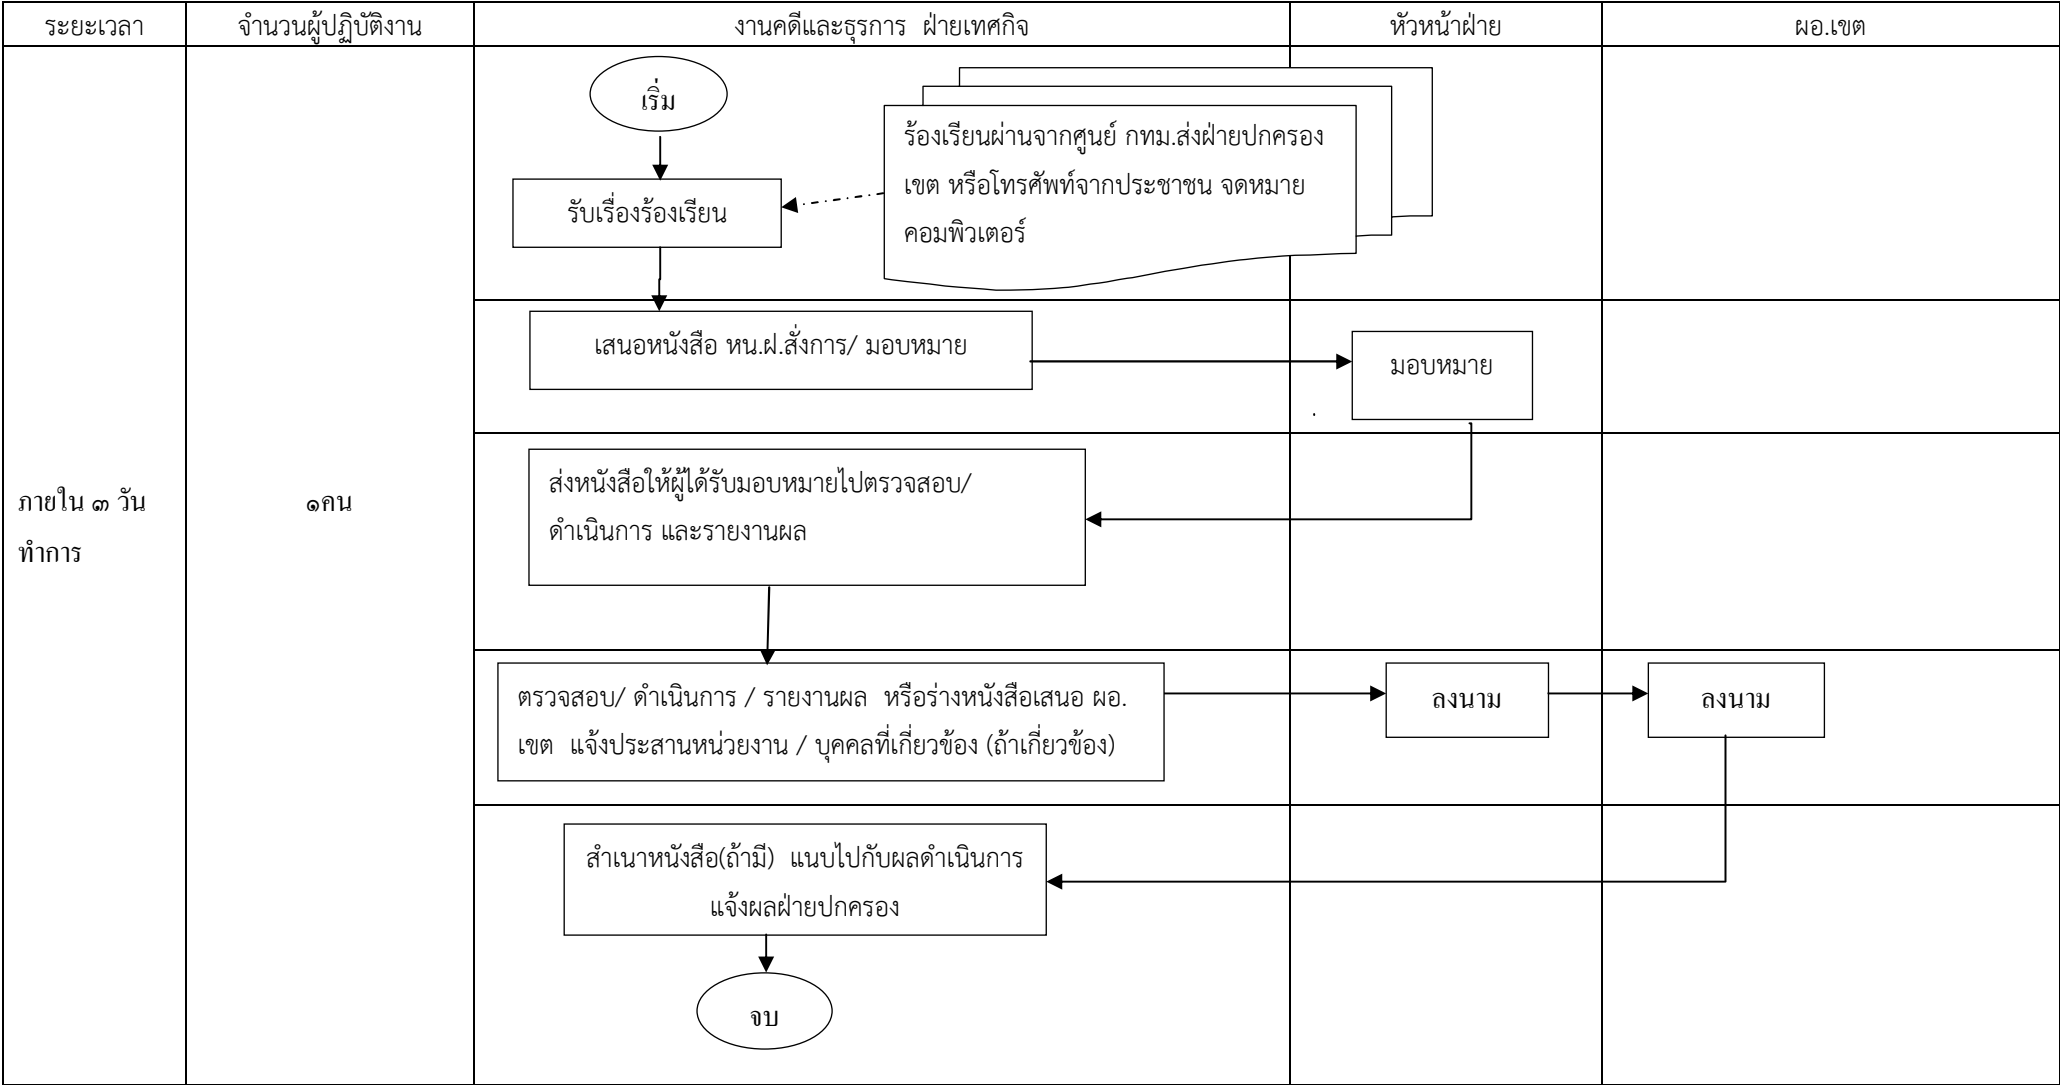 ระยะเวลา
จำนวนผู้ปฏิบัติงาน
งานคดีและธุรการ ฝ่ายเทศกิจ
หัวหน้าฝ่าย
ผอ.เขต
เริ่ม
ร้องเรียนผ่านจากศูนย์ กทม.ส่งฝ่ายปกครอง
เขต หรือโทรศัพท์จากประชาชน จดหมาย
คอมพิวเตอร์
รับเรื่องร้องเรียน
เสนอหนังสือ หน.ฝ.สั่งการ/ มอบหมาย
มอบหมาย
ภายใน ๓ วัน
ทำการ
๑คน
ส่งหนังสือให้ผู้ได้รับมอบหมายไปตรวจสอบ/
ดำเนินการ และรายงานผล
ตรวจสอบ/ ดำเนินการ / รายงานผล หรือร่างหนังสือเสนอ ผอ.
เขต แจ้งประสานหน่วยงาน / บุคคลที่เกี่ยวข้อง (ถ้าเกี่ยวข้อง)
ลงนาม
ลงนาม
สำเนาหนังสือ(ถ้ามี) แนบไปกับผลดำเนินการ
แจ้งผลฝ่ายปกครอง
จบ